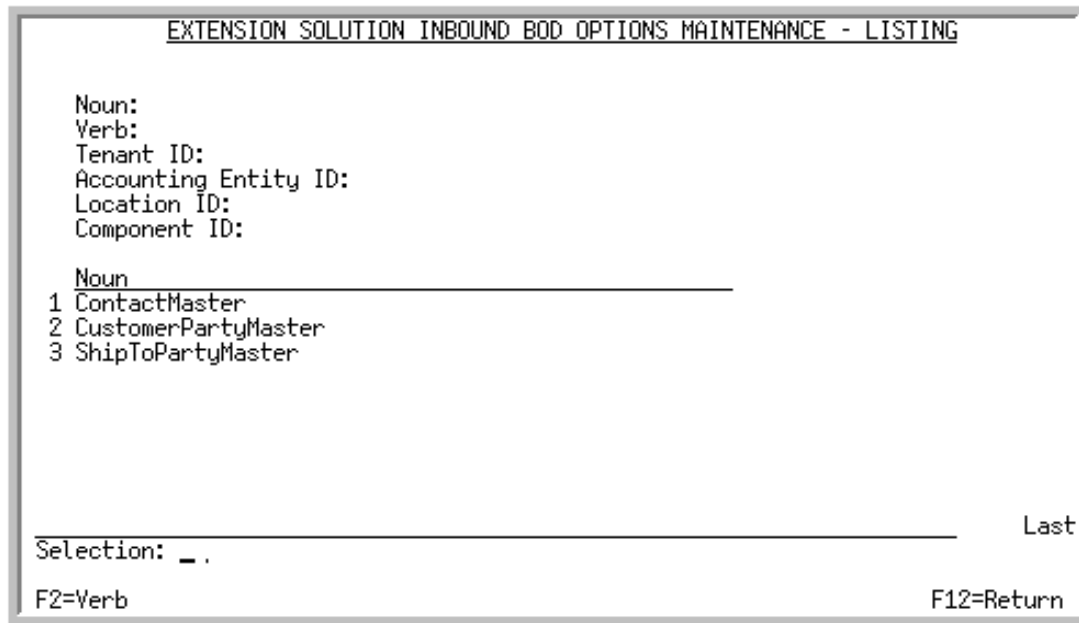 EXTENSION SOLUTION INBOUND BOD OPTIONS MAINTENANCE - LISTING
Noun:
Verb:
Tenant ID:
Accounting Entity ID:
Location ID:
Component ID:
Noun
1 ContactMaster
2 CustomerPartyMaster
3 ShipToPartyMaster
Last
Selection:
F2=Verb F12=Return